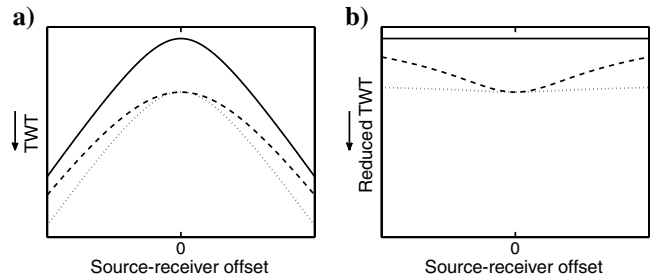 a)
TWT
0
Source-receiver offset
b)
Reduced TWT
0
Source-receiver offset